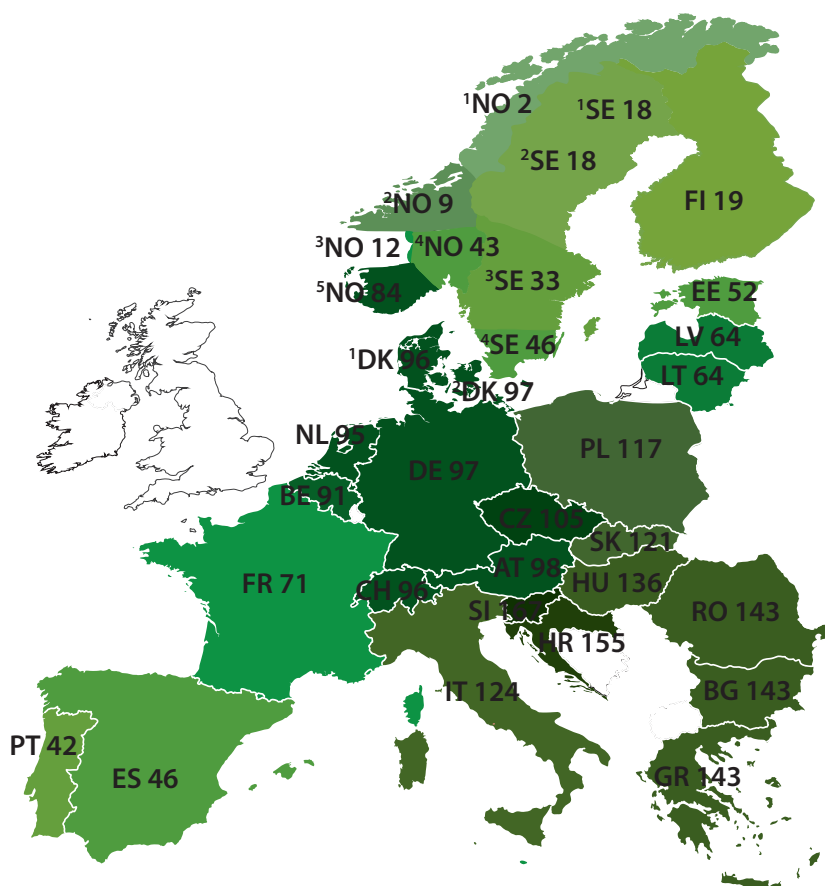 ¹NO 2
¹SE 18
²SE 18
²NO 9
FI 19
³NO 12
⁴NO 43
³SE 33
⁵NO 84
EE 52
LV 64
⁴SE 46
¹DK 96
LT 64
²DK 97
NL 95
PL 117
DE 97
BE 91
CZ 105
SK 121
AT 98
FR 71
CH 96
HU 136
SI
RO 143
HR 155
IT 124
BG 143
PT 42
ES 46
GR 143